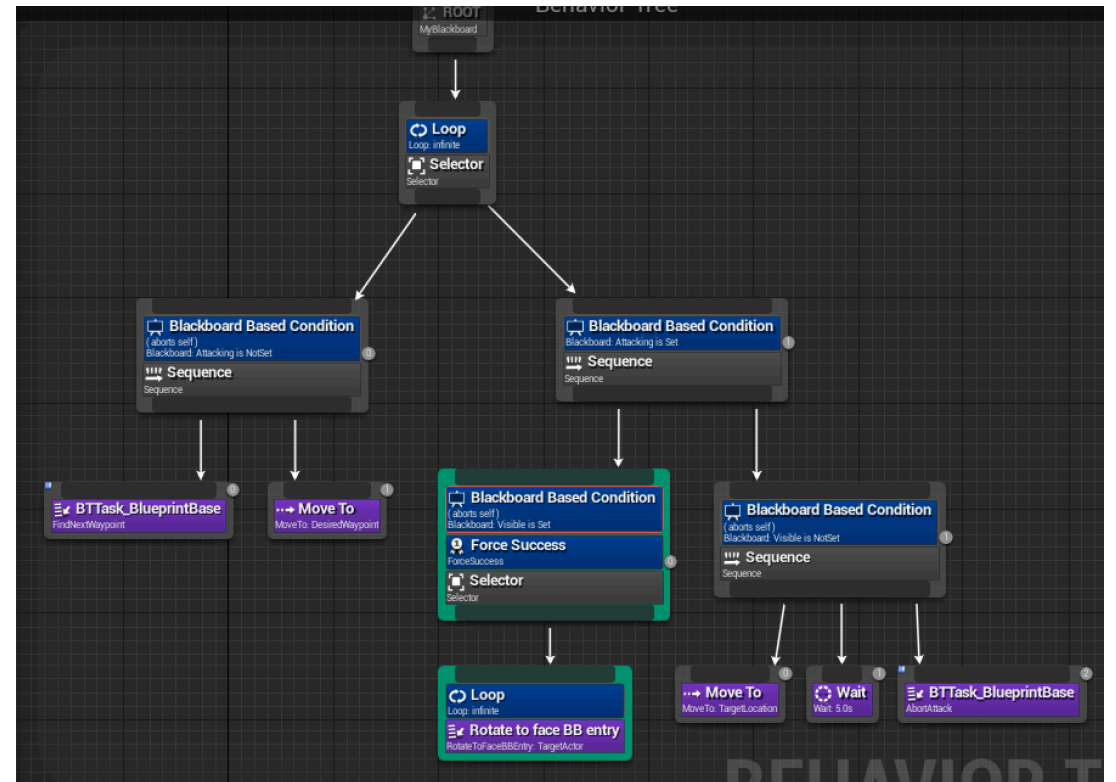 Behavior Tree
ROOT
MyBlackboard
Loop
Loop: infinite
Selector
Selector
Blackboard Based Condition
( aborts self )
Blackboard: Attacking is NotSet
0
Sequence
Sequence
Blackboard Based Condition
Blackboard: Attacking is Set
1
Sequence
Sequence
0
BTTask_BlueprintBase
FindNextWaypoint
1
Move To
MoveTo: DesiredWaypoint
Blackboard Based Condition
( aborts self )
Blackboard: Visible is Set
Force Success
ForceSuccess
0
Selector
Selector
Blackboard Based Condition
( aborts self )
Blackboard: Visible is NotSet
1
Sequence
Sequence
Loop
Loop: infinite
Rotate to face BB entry
RotateToFaceBBEntry: TargetActor
0
Move To
MoveTo: TargetLocation
1
Wait
Wait: 5.0s
2
BTTask_BlueprintBase
AbortAttack
BEHAVIOR T